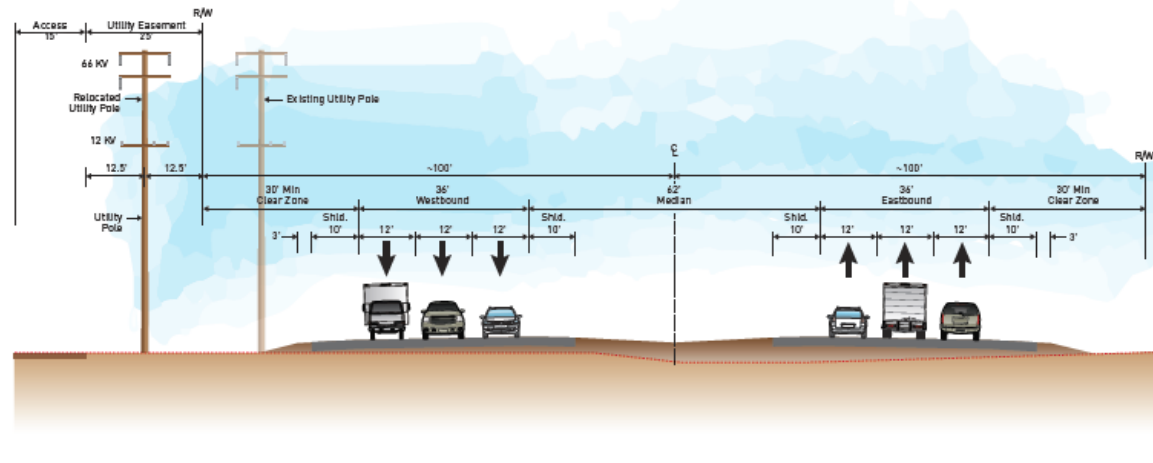 R/W
Access
15'
Utility Easement
25'
66 KV
Relocated
Utility Pole
Existing Utility Pole
12 KV
℄
R/W
12.5'
12.5'
~100'
~100'
30' Min
Clear Zone
36'
Westbound
62'
Median
36'
Eastbound
30' Min
Clear Zone
Utility
Pole
3'
Shld.
10'
12'
12'
12'
Shld.
10'
Shld.
10'
12'
12'
12'
Shld.
10'
3'